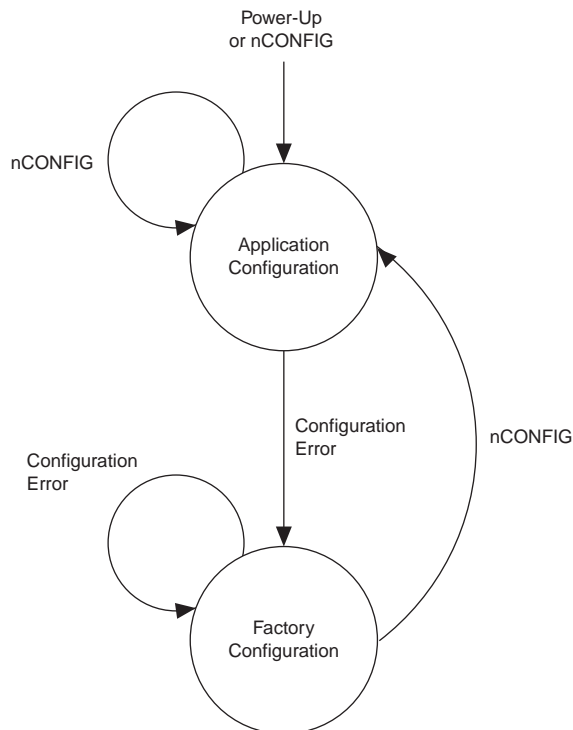 Power-Up
or nCONFIG
nCONFIG
Application
Configuration
Configuration
Error
nCONFIG
Configuration
Error
Factory
Configuration